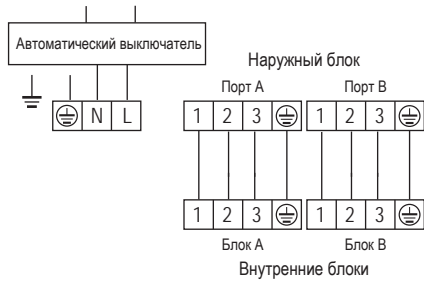 Автоматический выключатель
N L
Наружный блок
Порт А Порт В
1 2 3 1 2 3
1 2 3 1 2 3
Блок А Блок В
Внутренние блоки